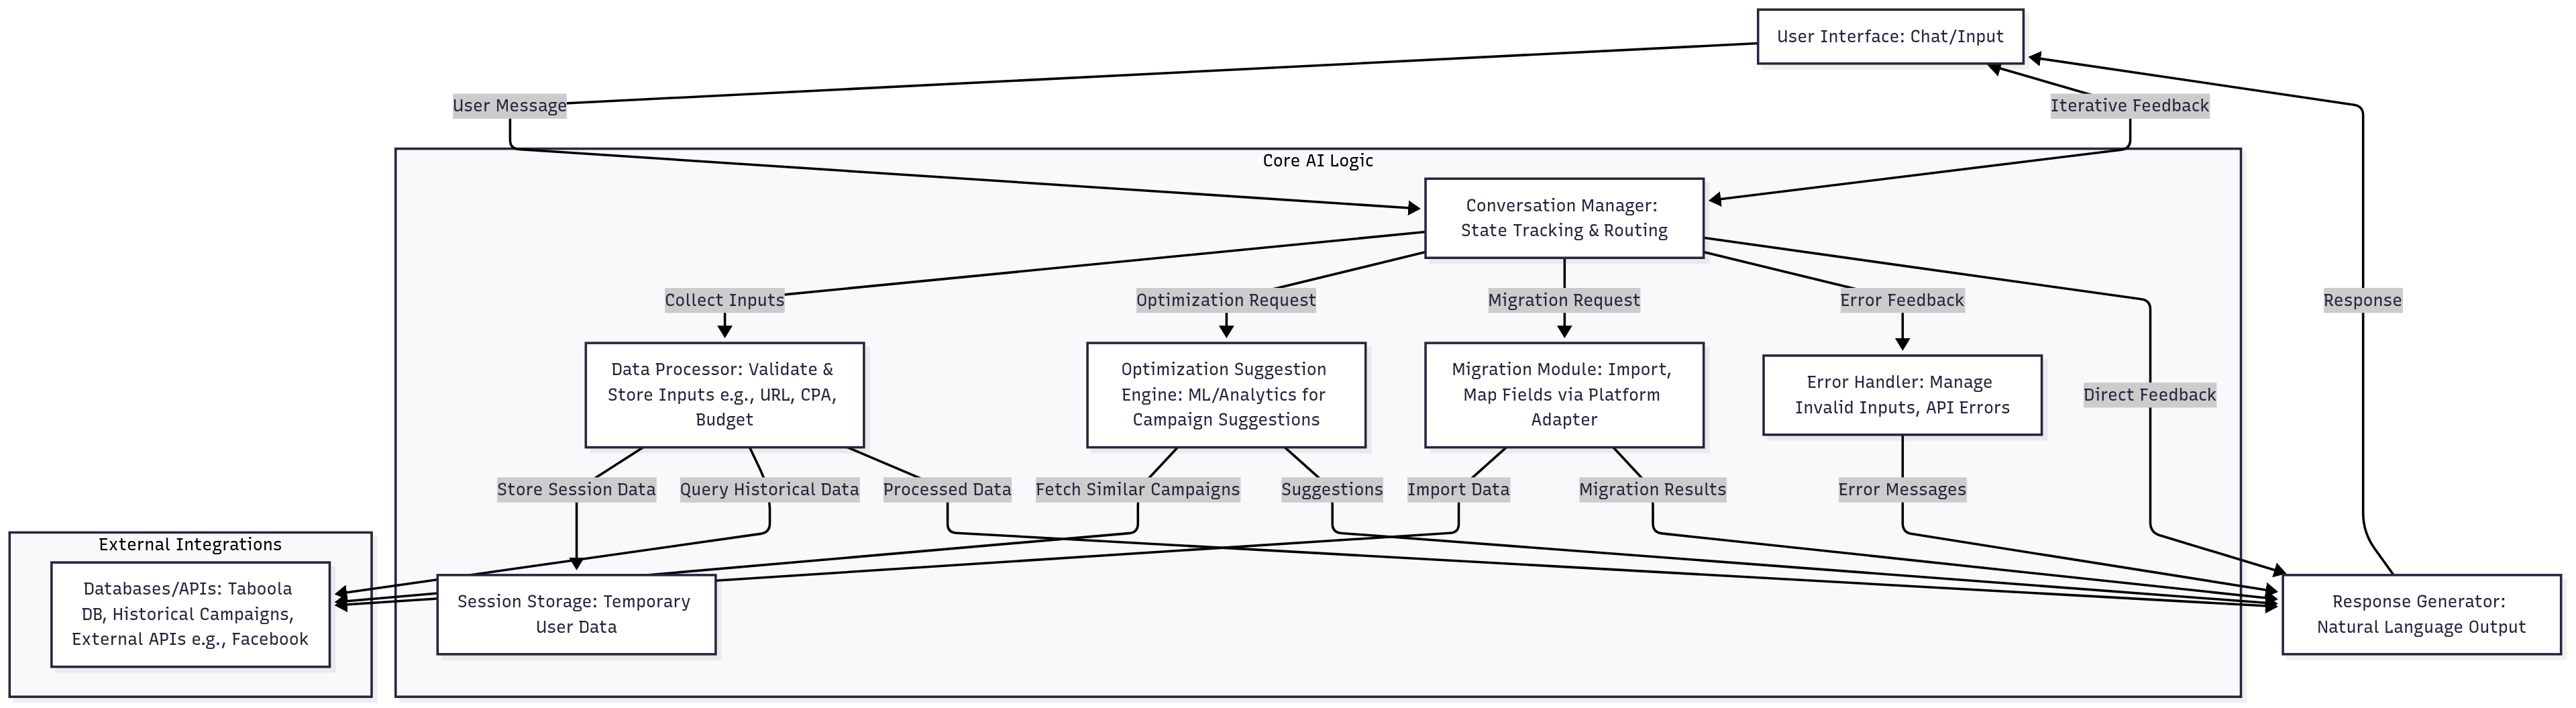 User Interface: Chat/Input
User Message
Iterative Feedback
Core AI Logic
Conversation Manager:
State Tracking & Routing
Collect Inputs
Optimization Request
Migration Request
Error Feedback
Response
Data Processor: Validate &
Store Inputs e.g., URL, CPA,
Budget
Optimization Suggestion
Engine: ML/Analytics for
Campaign Suggestions
Migration Module: Import,
Map Fields via Platform
Adapter
Error Handler: Manage
Invalid Inputs, API Errors
Direct Feedback
Store Session Data
Query Historical Data
Processed Data
Fetch Similar Campaigns
Suggestions
Import Data
Migration Results
Error Messages
External Integrations
Databases/APIs: Taboola
DB, Historical Campaigns,
External APIs e.g., Facebook
Session Storage: Temporary
User Data
Response Generator:
Natural Language Output